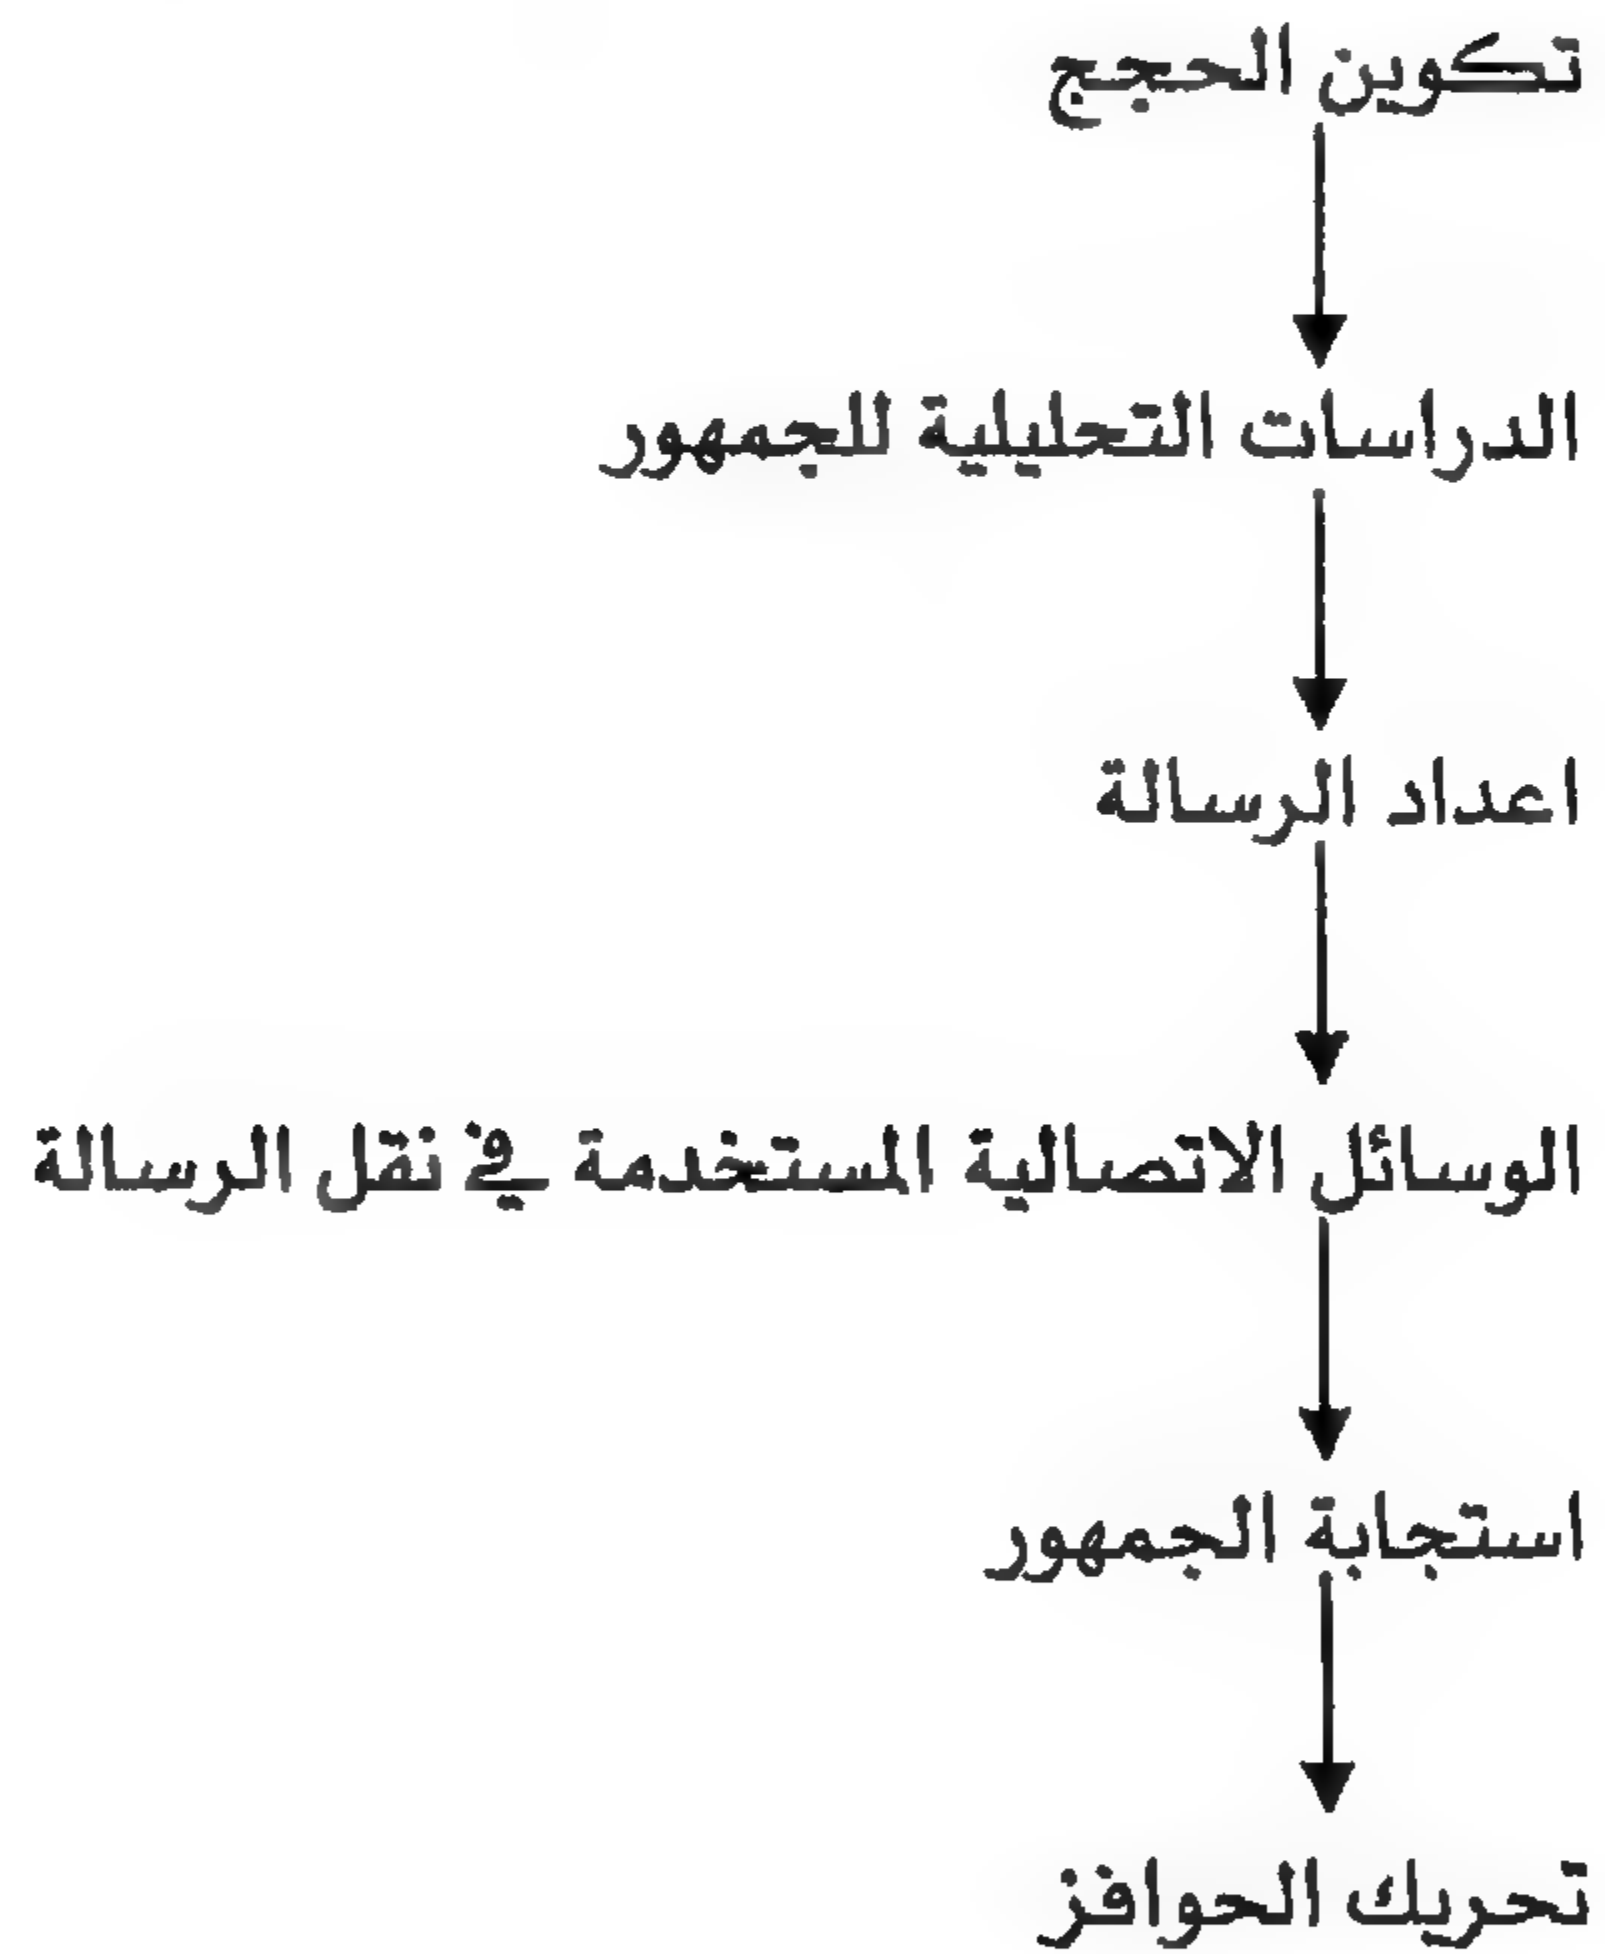 تكوين الحجج
الدراسات التحليلية للجمهور
اعداد الرسالة
الوسائل الاتصالية المستخدمة في نقل الرسالة
استجابة الجمهور
تحريك الحوافز